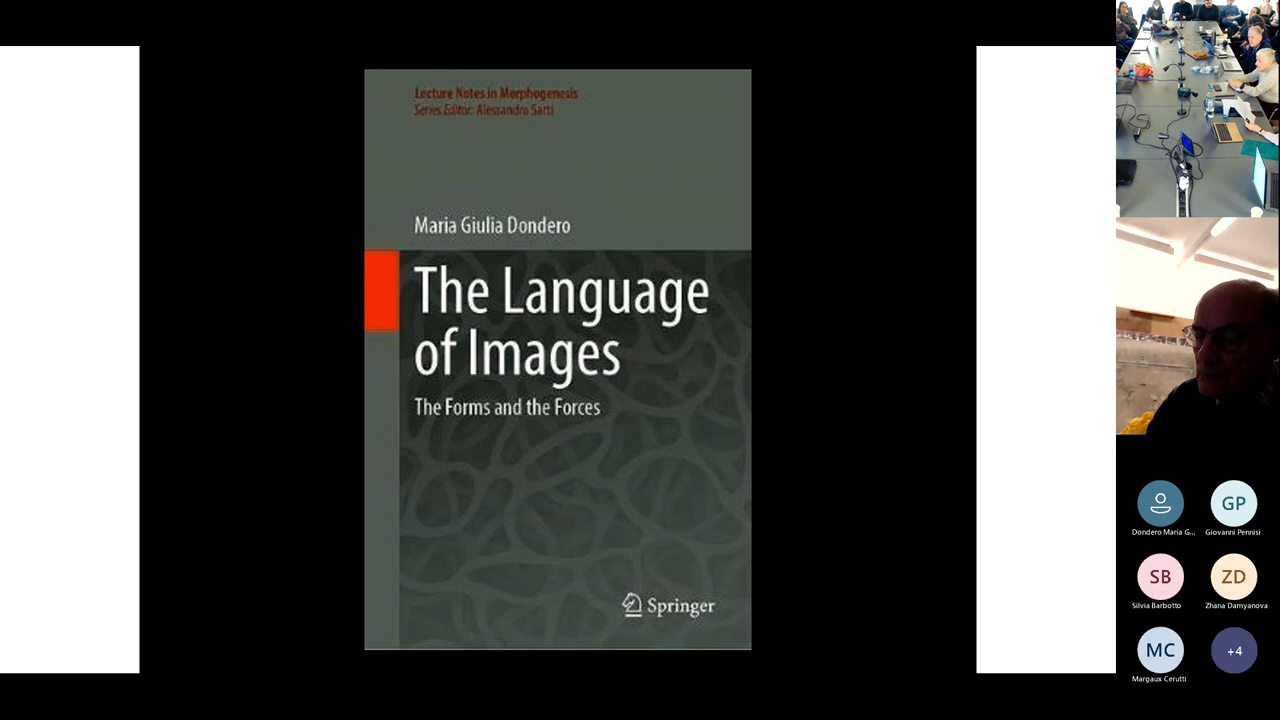 Lecture Notes in Morphogenesis
Series Editor: Alessandro Sarti
Maria Giulia Dondero
The Language
of Images
The Forms and the Forces
Springer
Dondero Maria G...
GP
Giovanni Pennisi
SB
Silvia Barbotto
ZD
Zhana Damyanova
MC
Margaux Cerutti
+4